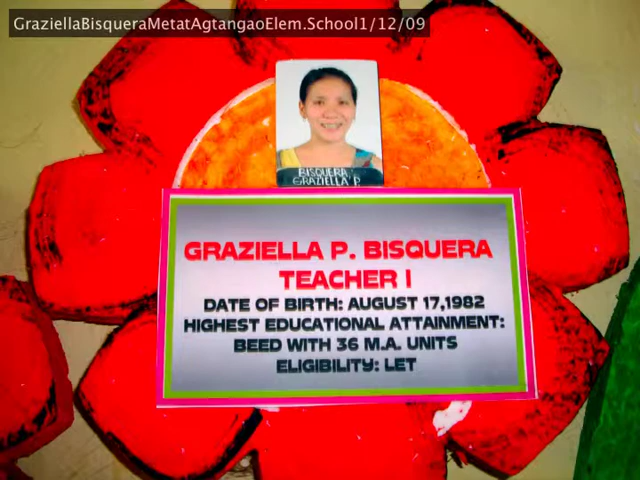 GraziellaBisqueraMetatAgtangaoElem.School1/12/09
BISQUERA
GRAZIELLA P.
GRAZIELLA P. BISQUERA
TEACHER I
DATE OF BIRTH: AUGUST 17,1982
HIGHEST EDUCATIONAL ATTAINMENT:
BEED WITH 36 M.A. UNITS
ELIGIBILITY: LET